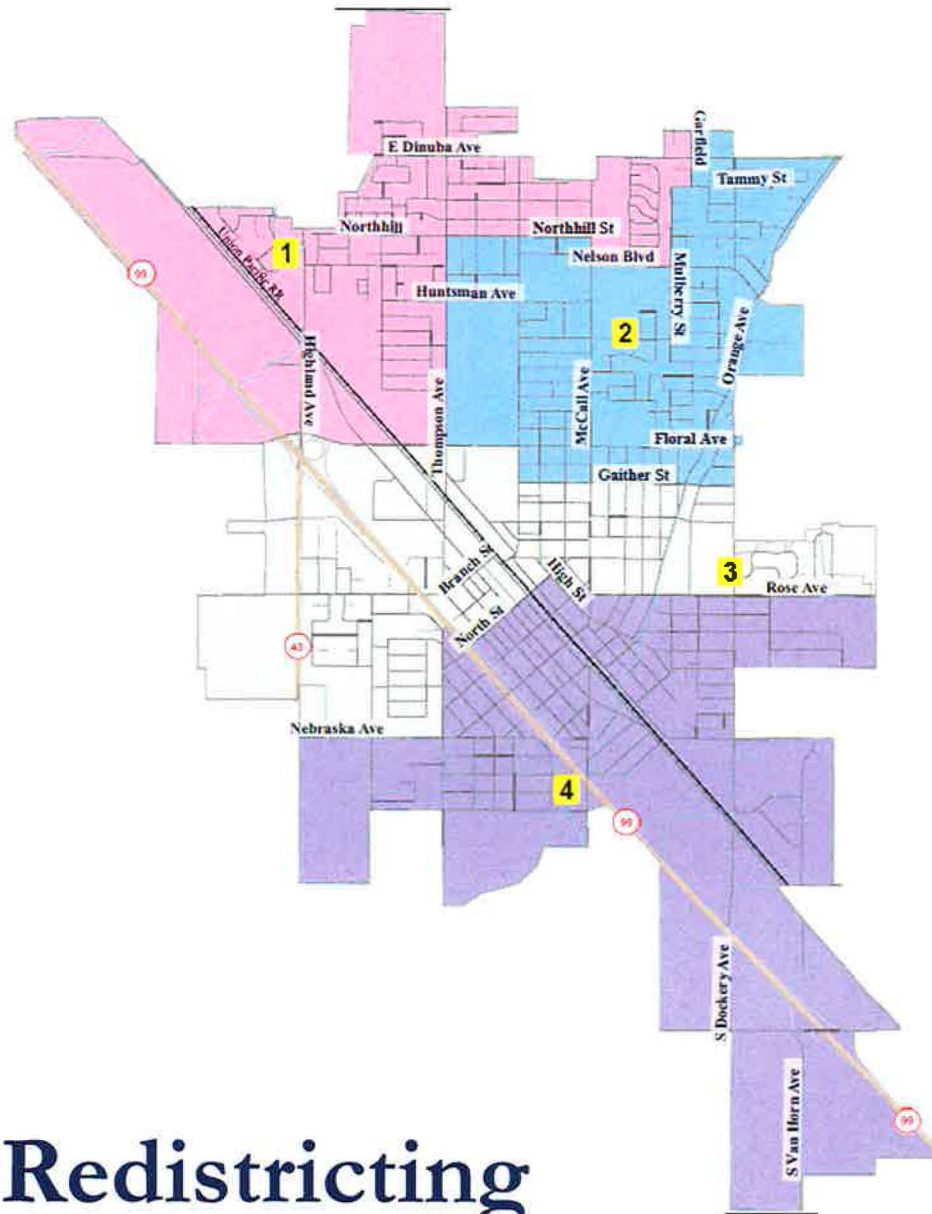 Garfield
E Dinuba Ave
Tammy St
Northhill
Northhill St
Union Pacific RR
1
Nelson Blvd
Mulberry St
99
Huntsman Ave
2
Orange Ave
Highland Ave
McCall Ave
Thompson Ave
Floral Ave
Gaither St
Branch St
High St
3
Rose Ave
North St
43
Nebraska Ave
4
99
S Dockery Ave
S Van Horn Ave
99
Redistricting